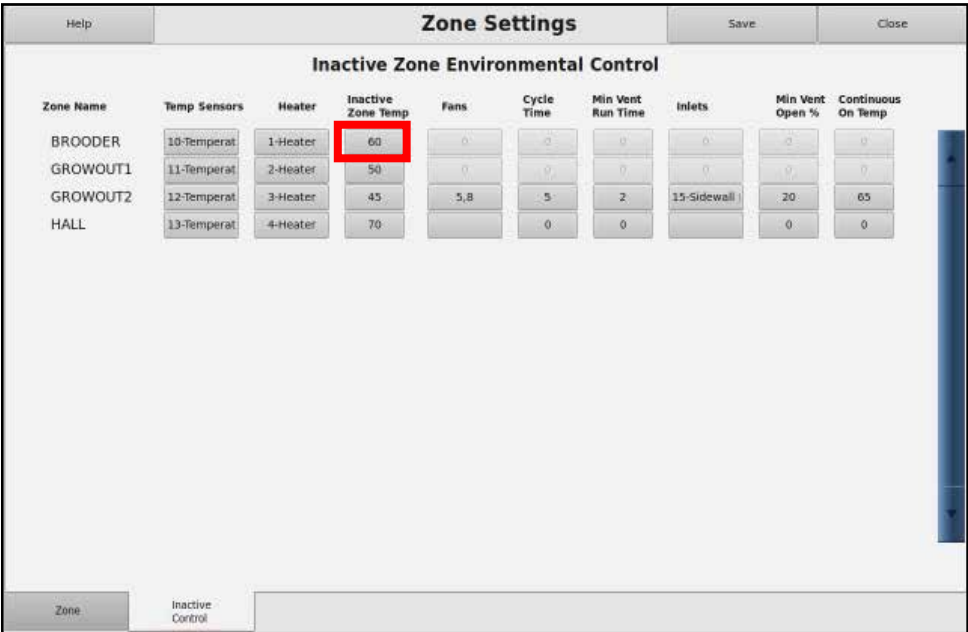 Help Zone Settings Save Close
Inactive Zone Environmental Control
Zone Name Temp Sensors Heater Inactive Zone Temp Fans Cycle Time Min Vent Run Time Inlets Min Vent Open % Continuous On Temp
BROODER 10-Temperat 1-Heater 60 0 0 0 0 0 0
GROWOUT1 11-Temperat 2-Heater 50 0 0 0 0 0 0
GROWOUT2 12-Temperat 3-Heater 45 5,8 5 2 15-Sidewall 20 65
HALL 13-Temperat 4-Heater 70 0 0 0 0
Zone Inactive Control